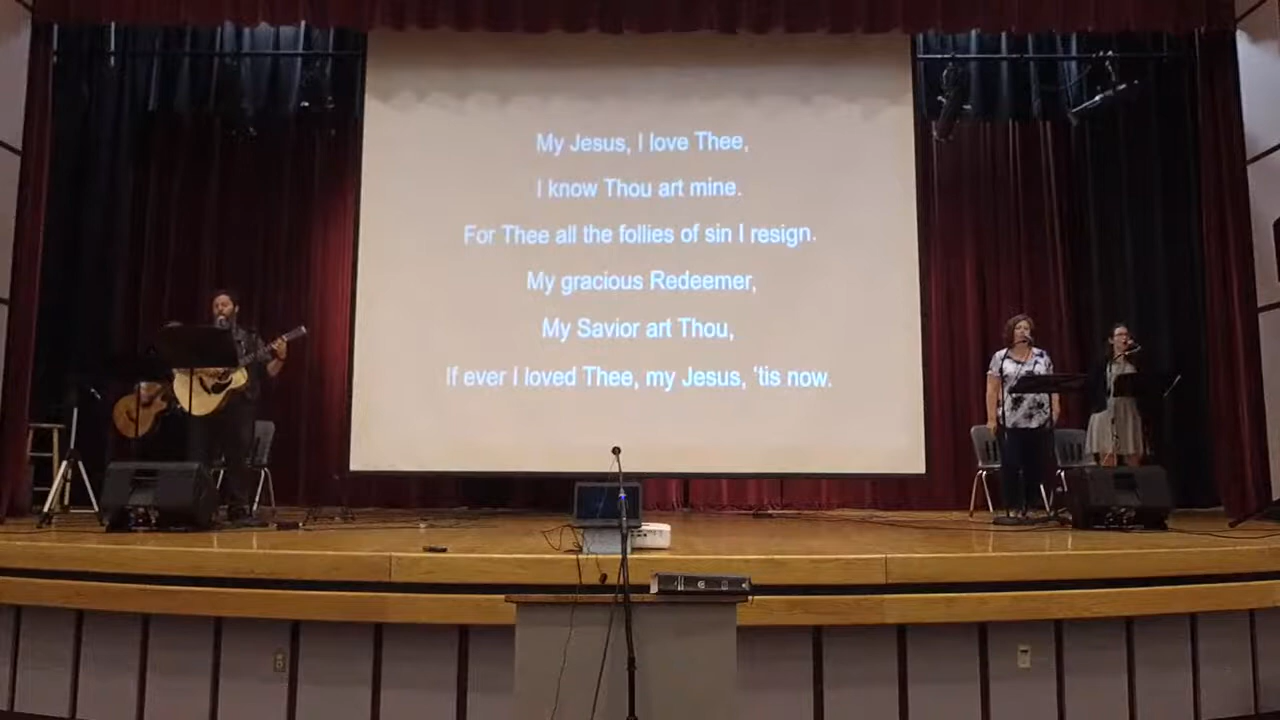 My Jesus, I love Thee,
I know Thou art mine.
For Thee all the follies of sin I resign.
My gracious Redeemer,
My Savior art Thou,
If ever I loved Thee, my Jesus, 'tis now.